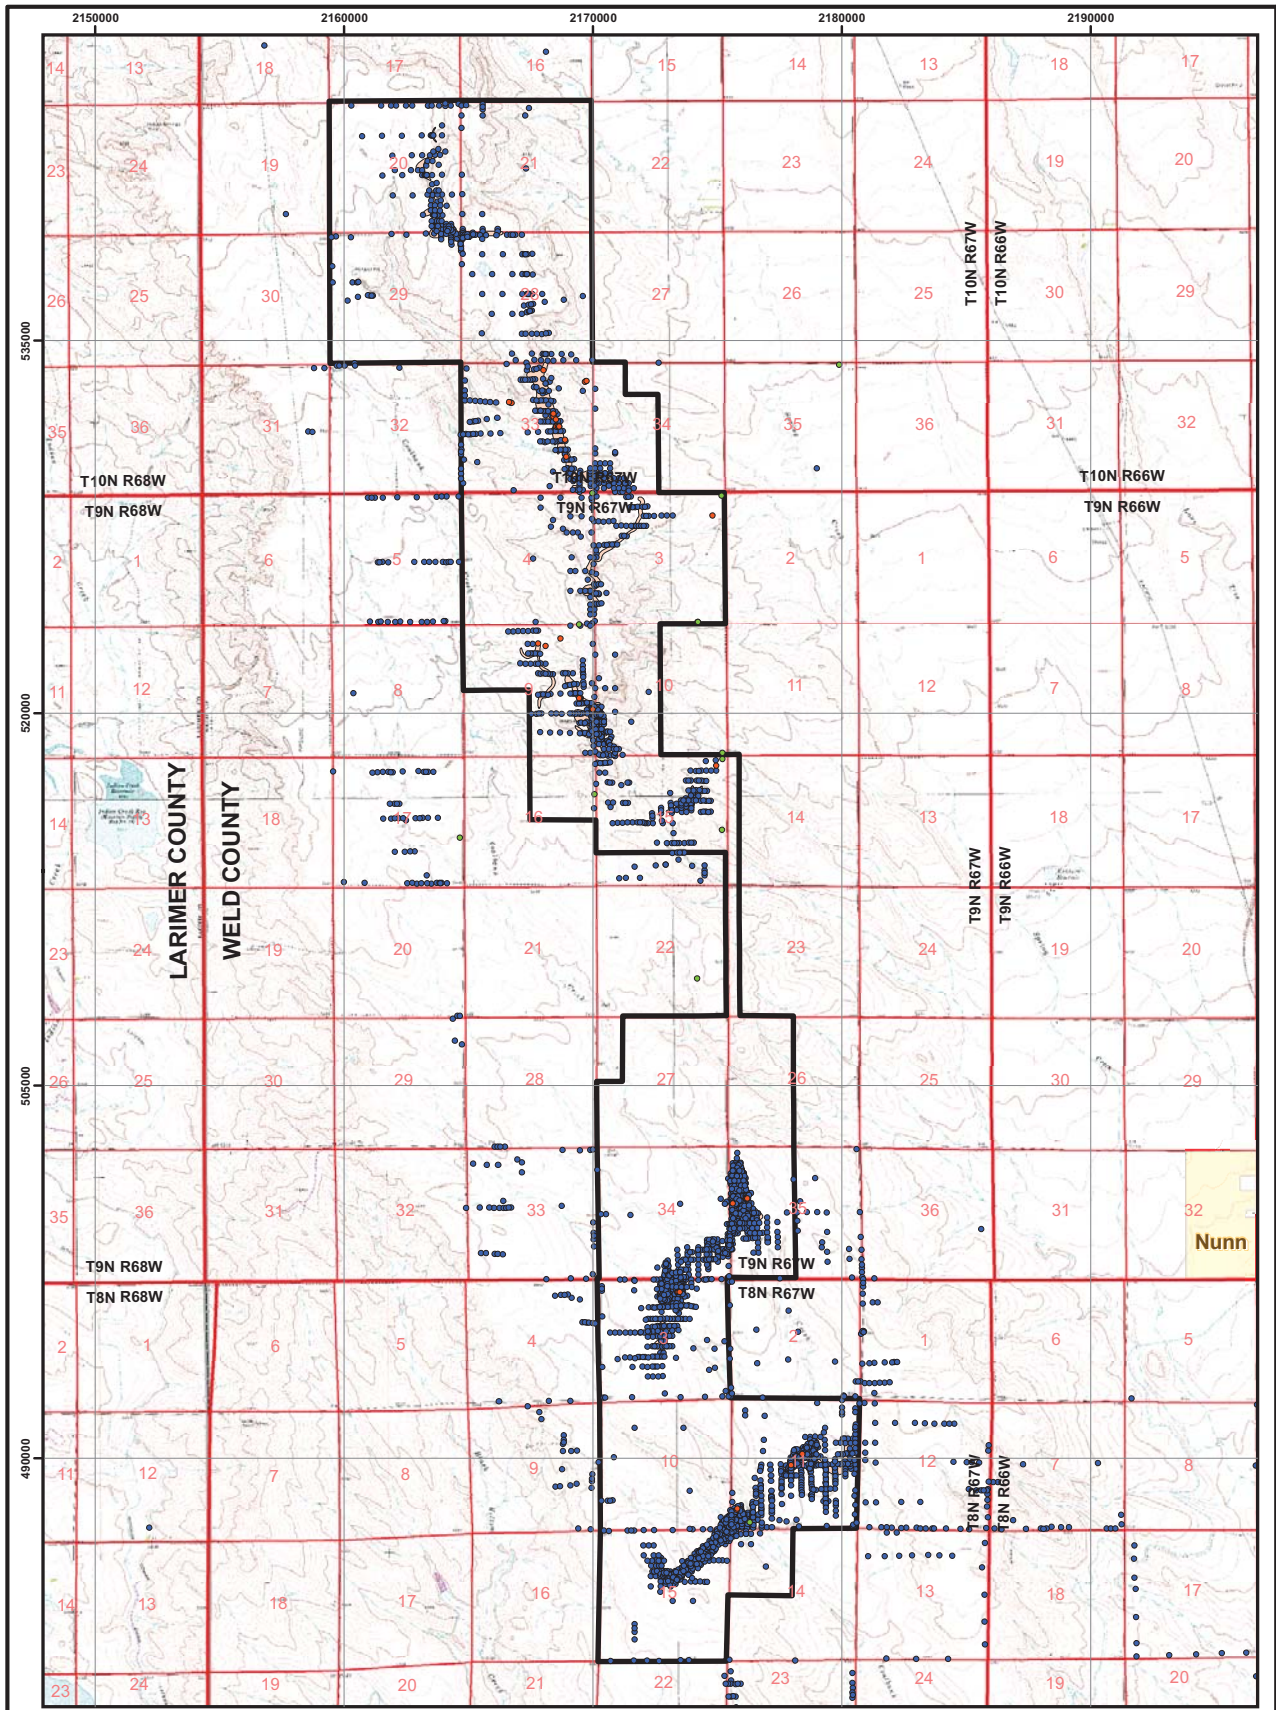 2150000 2160000 2170000 2180000 2190000
14 13 18 17 16 15 14 13 18 17
23 24 19 20 21 22 23 24 19 20
T10N R67W
T10N R66W
26 25 30 29 28 27 26 25 30 29
535000
35 36 31 32 33 34 35 36 31 32
T10N R68W T10N R67W T10N R66W
T9N R68W T9N R67W T9N R66W
2 1 6 5 4 3 2 1 6 5
11 12 7 8 9 10 11 12 7 8
520000
LARIMER COUNTY
WELD COUNTY
14 13 18 17 16 15 14 13 18 17
T9N R67W
T9N R66W
23 24 19 20 21 22 23 24 19 20
505000
26 25 30 29 28 27 26 25 30 29
35 36 31 32 33 34 35 36 31 32
Nunn
T9N R68W T9N R67W
T8N R68W T8N R67W
2 1 6 5 4 3 2 1 6 5
490000
11 12 7 8 9 10 11 12 7 8
T8N R67W
T8N R66W
14 13 18 17 16 15 14 13 18 17
23 24 19 20 21 22 23 24 19 20